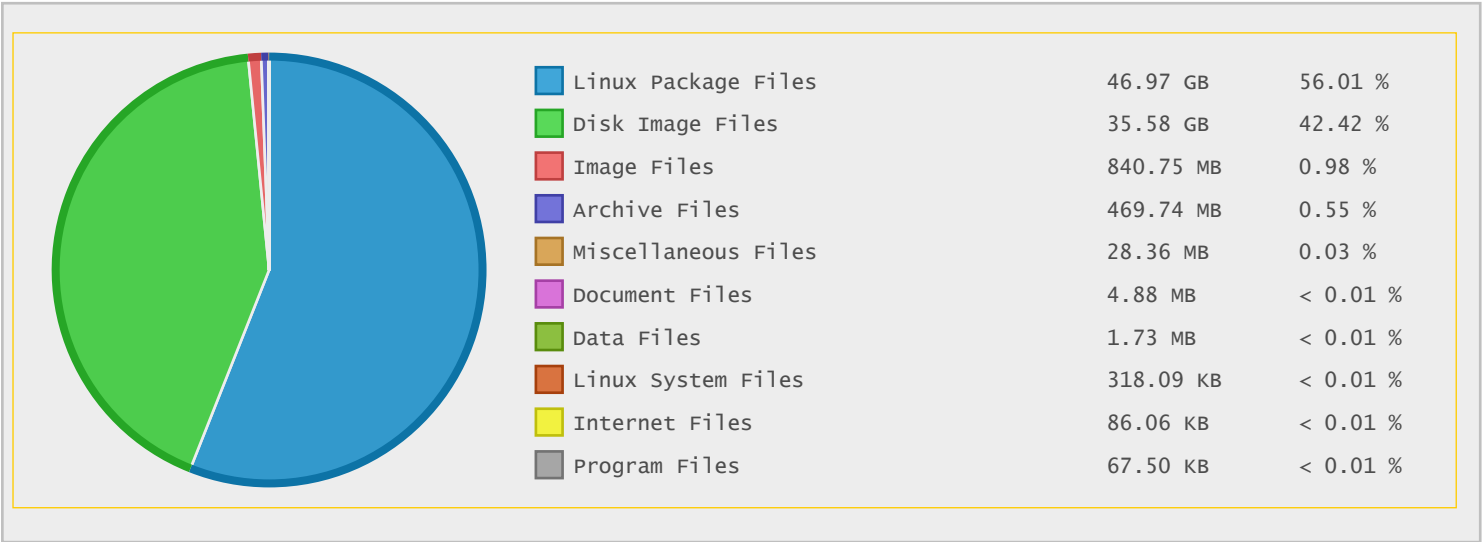 Linux Package Files 46.97 GB 56.01 %
Disk Image Files 35.58 GB 42.42 %
Image Files 840.75 MB 0.98 %
Archive Files 469.74 MB 0.55 %
Miscellaneous Files 28.36 MB 0.03 %
Document Files 4.88 MB < 0.01 %
Data Files 1.73 MB < 0.01 %
Linux System Files 318.09 KB < 0.01 %
Internet Files 86.06 KB < 0.01 %
Program Files 67.50 KB < 0.01 %